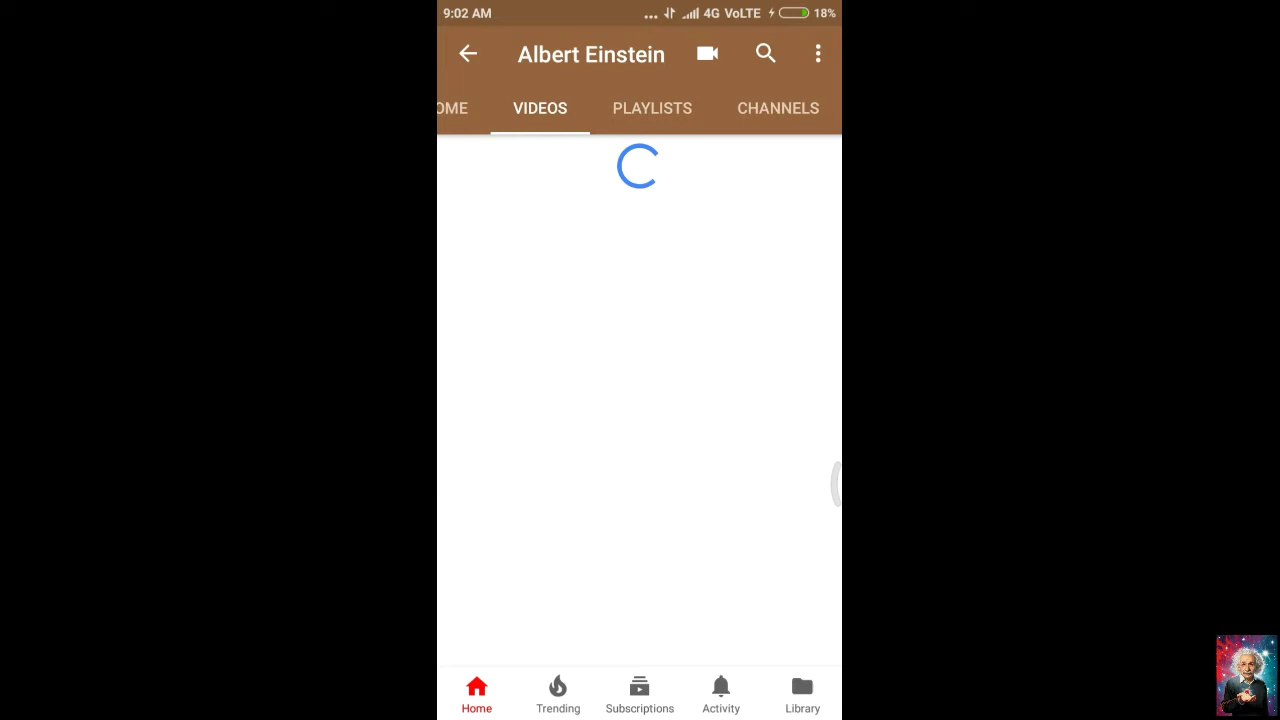 9:02 AM ... 4G VoLTE 18%
Albert Einstein
OME VIDEOS PLAYLISTS CHANNELS
Home Trending Subscriptions Activity Library